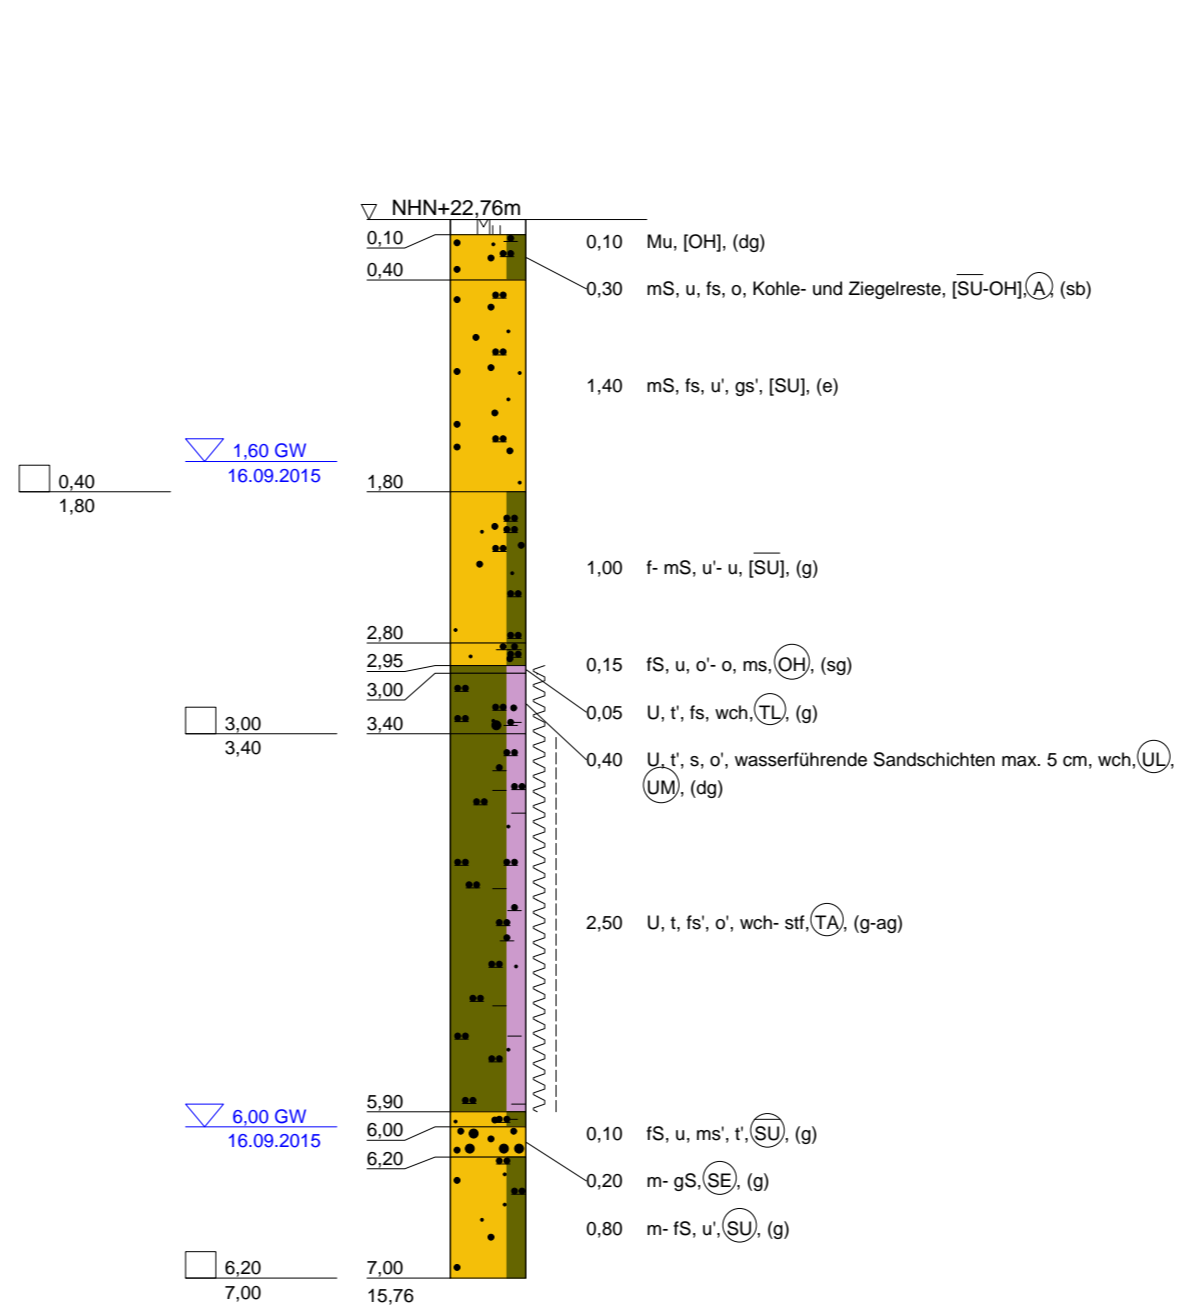 NHN+22,76m
M
0,10
0,10 Mu, [OH], (dg)
0,40
0,30 mS, u, fs, o, Kohle- und Ziegelreste, [S̅U̅-OH], A, (sb)
1,40 mS, fs, u', gs', [SU], (e)
1,60 GW
16.09.2015
0,40
1,80
1,80
1,00 f- mS, u'- u, [S̅U̅], (g)
2,80
2,95
0,15 fS, u, o'- o, ms, OH, (sg)
3,00
0,05 U, t', fs, wch, TL, (g)
3,00
3,40
3,40
0,40 U, t', s, o', wasserführende Sandschichten max. 5 cm, wch, UL,
UM, (dg)
2,50 U, t, fs', o', wch- stf, TA, (g-ag)
6,00 GW
16.09.2015
5,90
6,00
0,10 fS, u, ms', t', S̅U̅, (g)
6,20
0,20 m- gS, SE, (g)
0,80 m- fS, u', SU, (g)
6,20
7,00
7,00
15,76